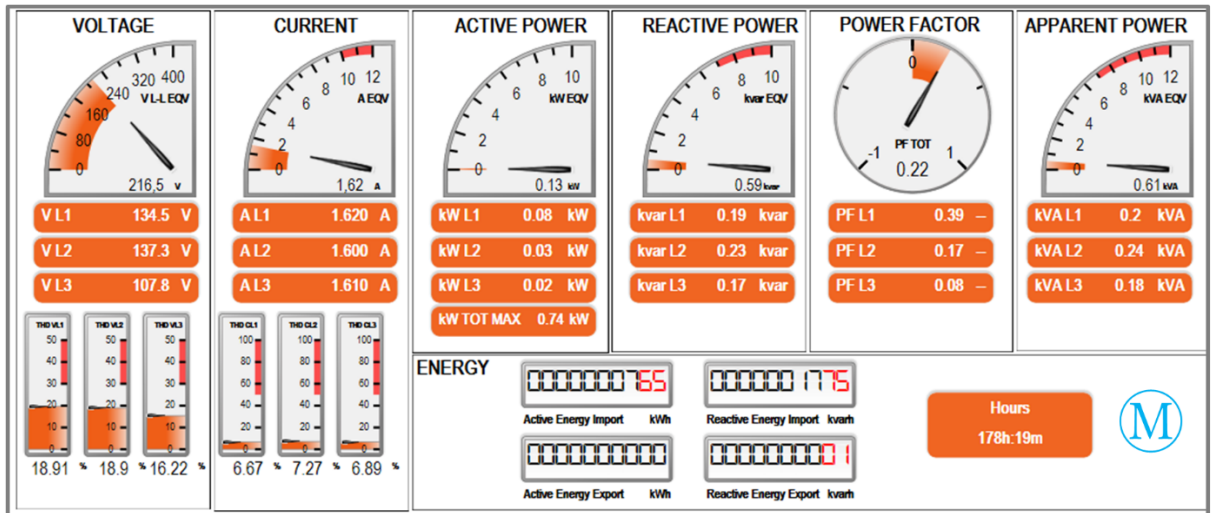 VOLTAGE
80
160
240
320
400
V L-L EQV
0
216,5 V
V L1 134.5 V
V L2 137.3 V
V L3 107.8 V
THD VL1
50
40
30
20
10
0
18.91 %
THD VL2
50
40
30
20
10
0
18.9 %
THD VL3
50
40
30
20
10
0
16.22 %
CURRENT
0
2
4
6
8
10
12
A EQV
1,62 A
A L1 1.620 A
A L2 1.600 A
A L3 1.610 A
THD CL1
100
80
60
40
20
0
6.67 %
THD CL2
100
80
60
40
20
0
7.27 %
THD CL3
100
80
60
40
20
0
6.89 %
ACTIVE POWER
0
2
4
6
8
10
kW EQV
0.13 kW
kW L1 0.08 kW
kW L2 0.03 kW
kW L3 0.02 kW
kW TOT MAX 0.74 kW
REACTIVE POWER
0
2
4
6
8
10
kvar EQV
0.59 kvar
kvar L1 0.19 kvar
kvar L2 0.23 kvar
kvar L3 0.17 kvar
POWER FACTOR
0
PF TOT
-1
1
0.22
PF L1 0.39 –
PF L2 0.17 –
PF L3 0.08 –
APPARENT POWER
0
2
4
6
8
10
12
kVA EQV
0.61 kVA
kVA L1 0.2 kVA
kVA L2 0.24 kVA
kVA L3 0.18 kVA
ENERGY
0000000765
Active Energy Import kWh
0000001775
Reactive Energy Import kvarh
0000000000
Active Energy Export kWh
0000000001
Reactive Energy Export kvarh
Hours
178h:19m
M